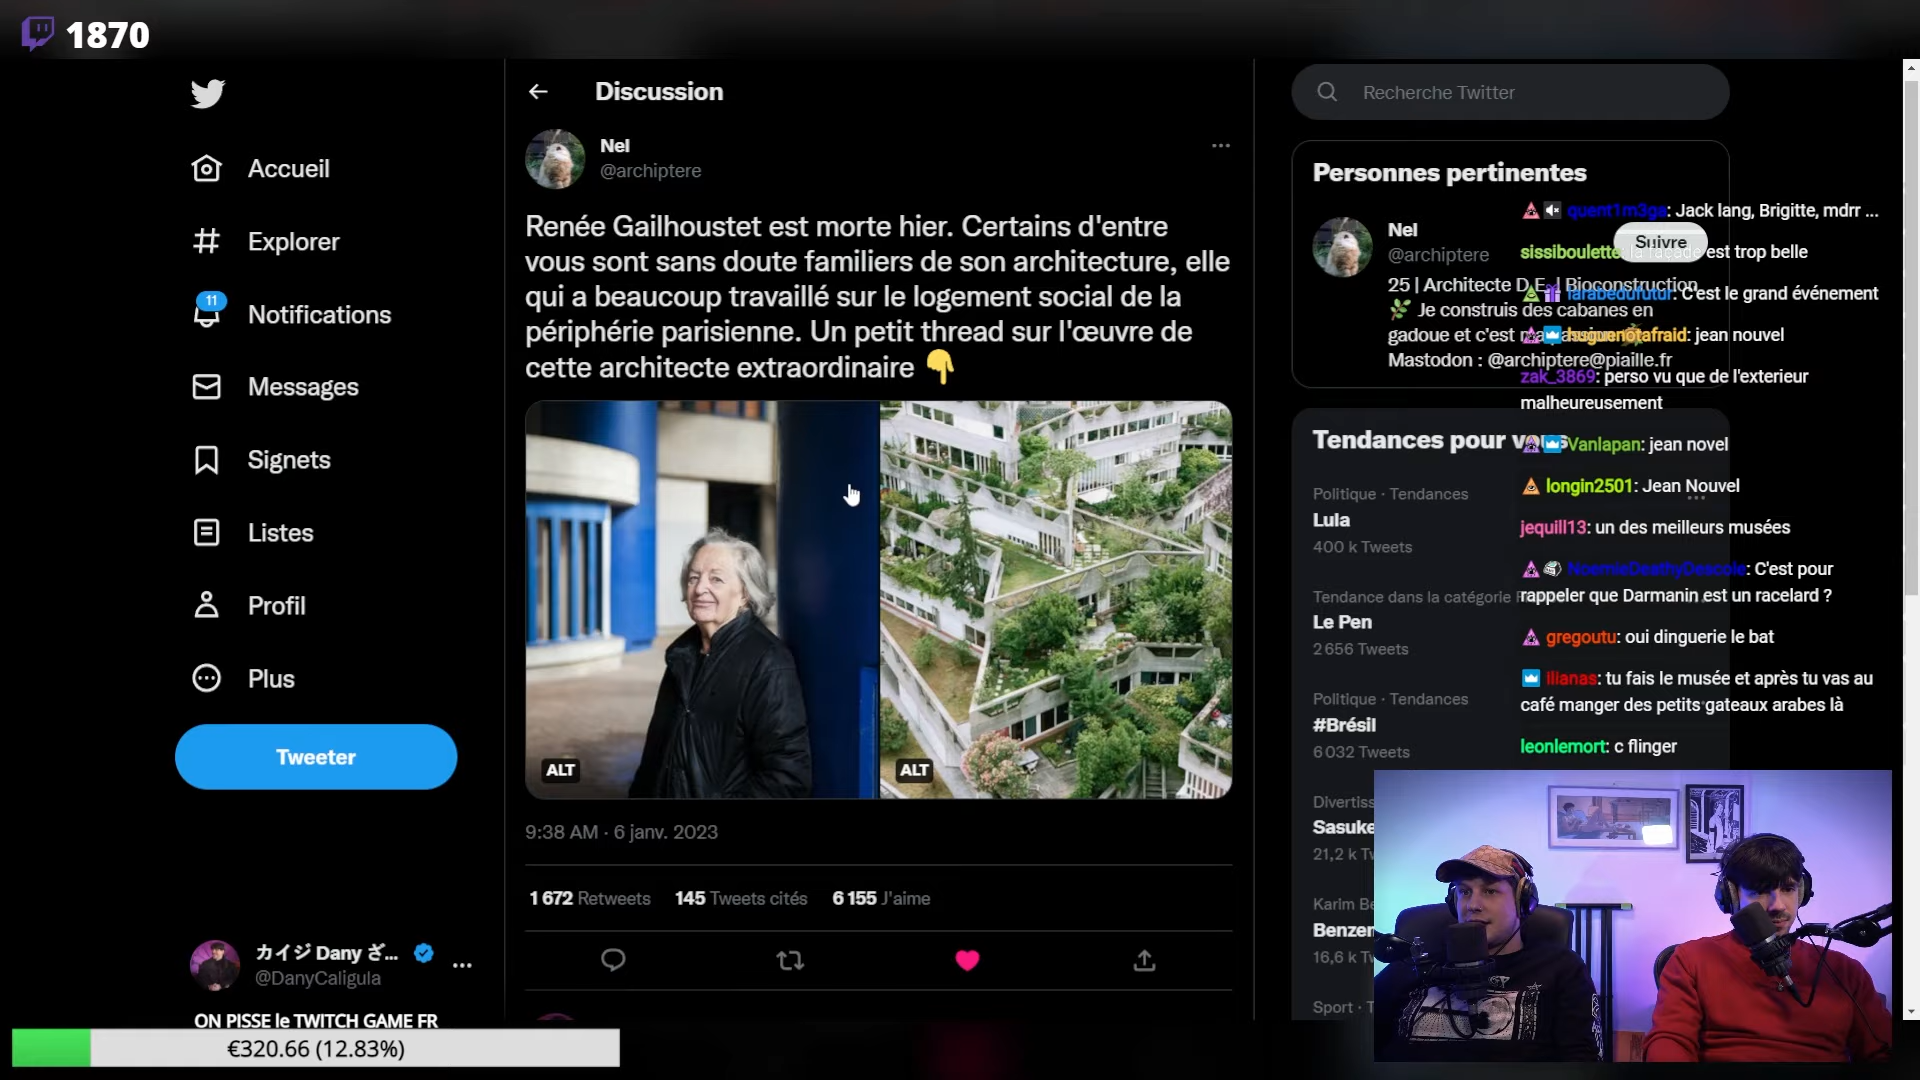 1870
Accueil
Explorer
11
Notifications
Messages
Signets
Listes
Profil
Plus
Tweeter
カイジ Dany ざ...
@DanyCaligula
ON PISSE le TWITCH GAME FR
€320.66 (12.83%)
Discussion
Nel
@archiptere
Renée Gailhoustet est morte hier. Certains d'entre
vous sont sans doute familiers de son architecture, elle
qui a beaucoup travaillé sur le logement social de la
périphérie parisienne. Un petit thread sur l'œuvre de
cette architecte extraordinaire 👇
ALT
ALT
9:38 AM · 6 janv. 2023
1 672 Retweets 145 Tweets cités 6 155 J'aime
Recherche Twitter
Personnes pertinentes
Nel
@archiptere
Suivre
25 | Architecte D.E. | Bioconstruction
🌿 Je construis des cabanes en
gadoue et c'est ma passion
Mastodon : @archiptere@piaille.fr
Tendances pour vous
Politique · Tendances
Lula
400 k Tweets
Tendance dans la catégorie
Le Pen
2 656 Tweets
Politique · Tendances
#Brésil
6 032 Tweets
Divertiss
Sasuke
21,2 k Tw
Karim Be
Benzer
16,6 k Tw
Sport · T
quent1m3ga: Jack lang, Brigitte, mdrr ...
sissiboulette: la façade est trop belle
larabedufutur: C'est le grand événement
huguenotafraid: jean nouvel
zak_3869: perso vu que de l'exterieur
malheureusement
Vanlapan: jean novel
longin2501: Jean Nouvel
jequill13: un des meilleurs musées
NoemieDeathyDescole: C'est pour
rappeler que Darmanin est un racelard ?
gregoutu: oui dinguerie le bat
ilianas: tu fais le musée et après tu vas au
café manger des petits gateaux arabes là
leonlemort: c flinger